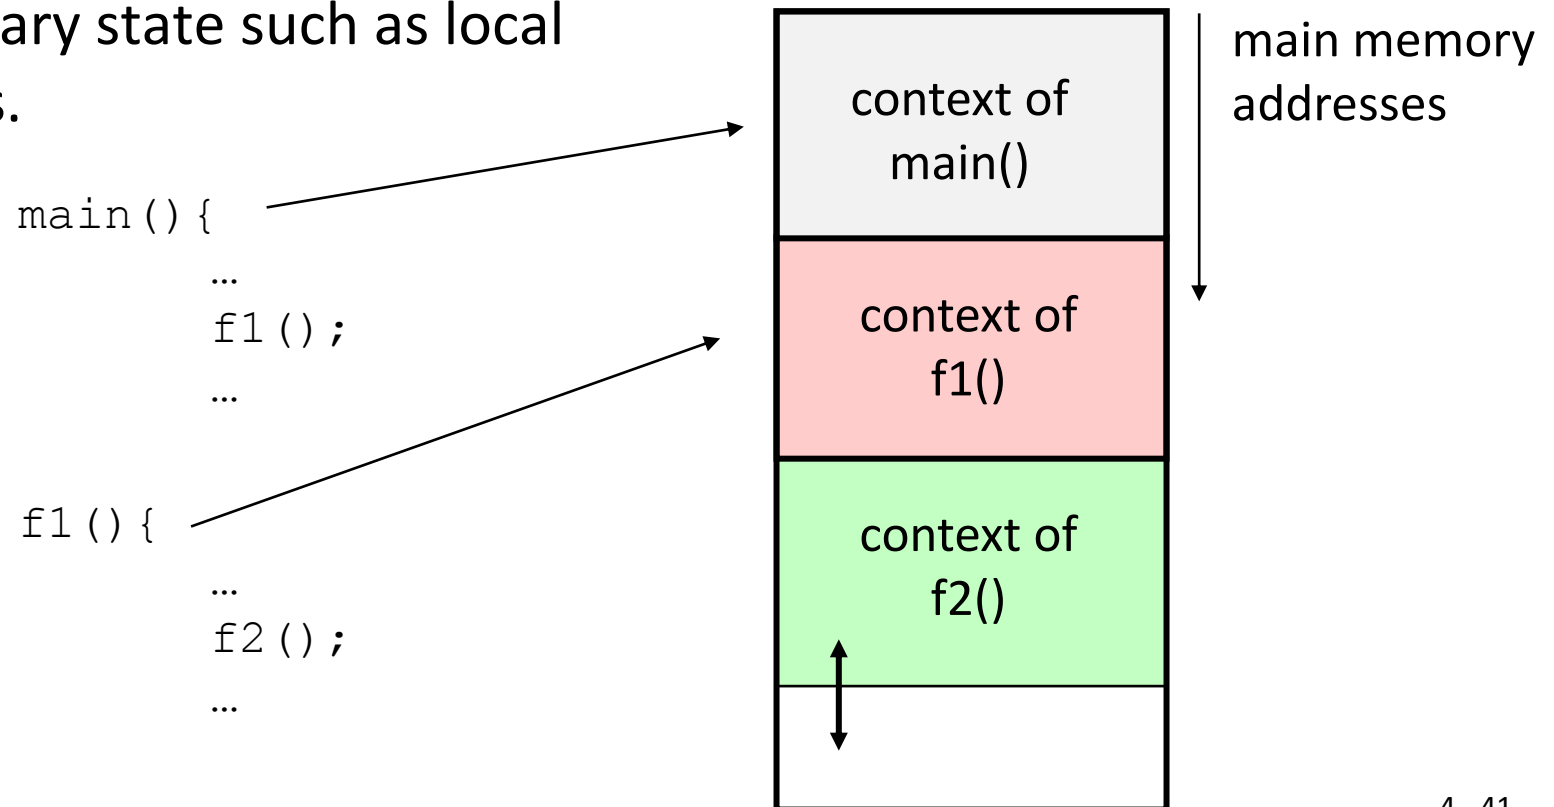 ary state such as local
s.
main(){
…
f1();
…
f1(){
…
f2();
…
context of
main()
context of
f1()
context of
f2()
main memory
addresses